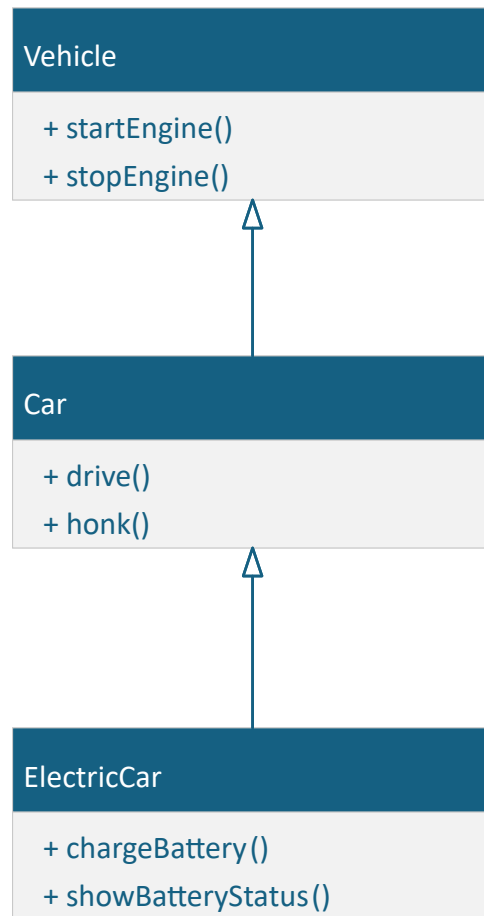 Vehicle
+ startEngine()
+ stopEngine()
Car
+ drive()
+ honk()
ElectricCar
+ chargeBattery()
+ showBatteryStatus()